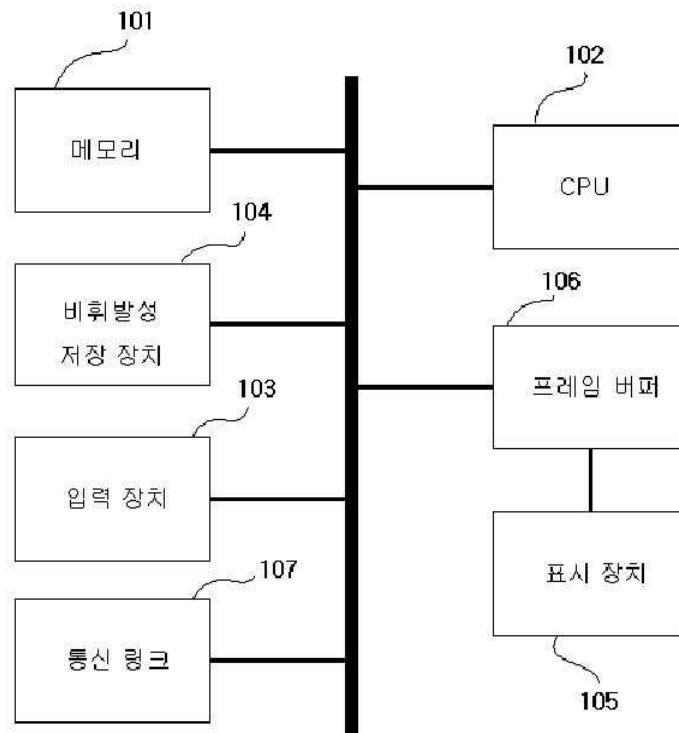 101
메모리
102
CPU
104
비휘발성
저장 장치
106
프레임 버퍼
103
입력 장치
107
통신 링크
표시 장치
105